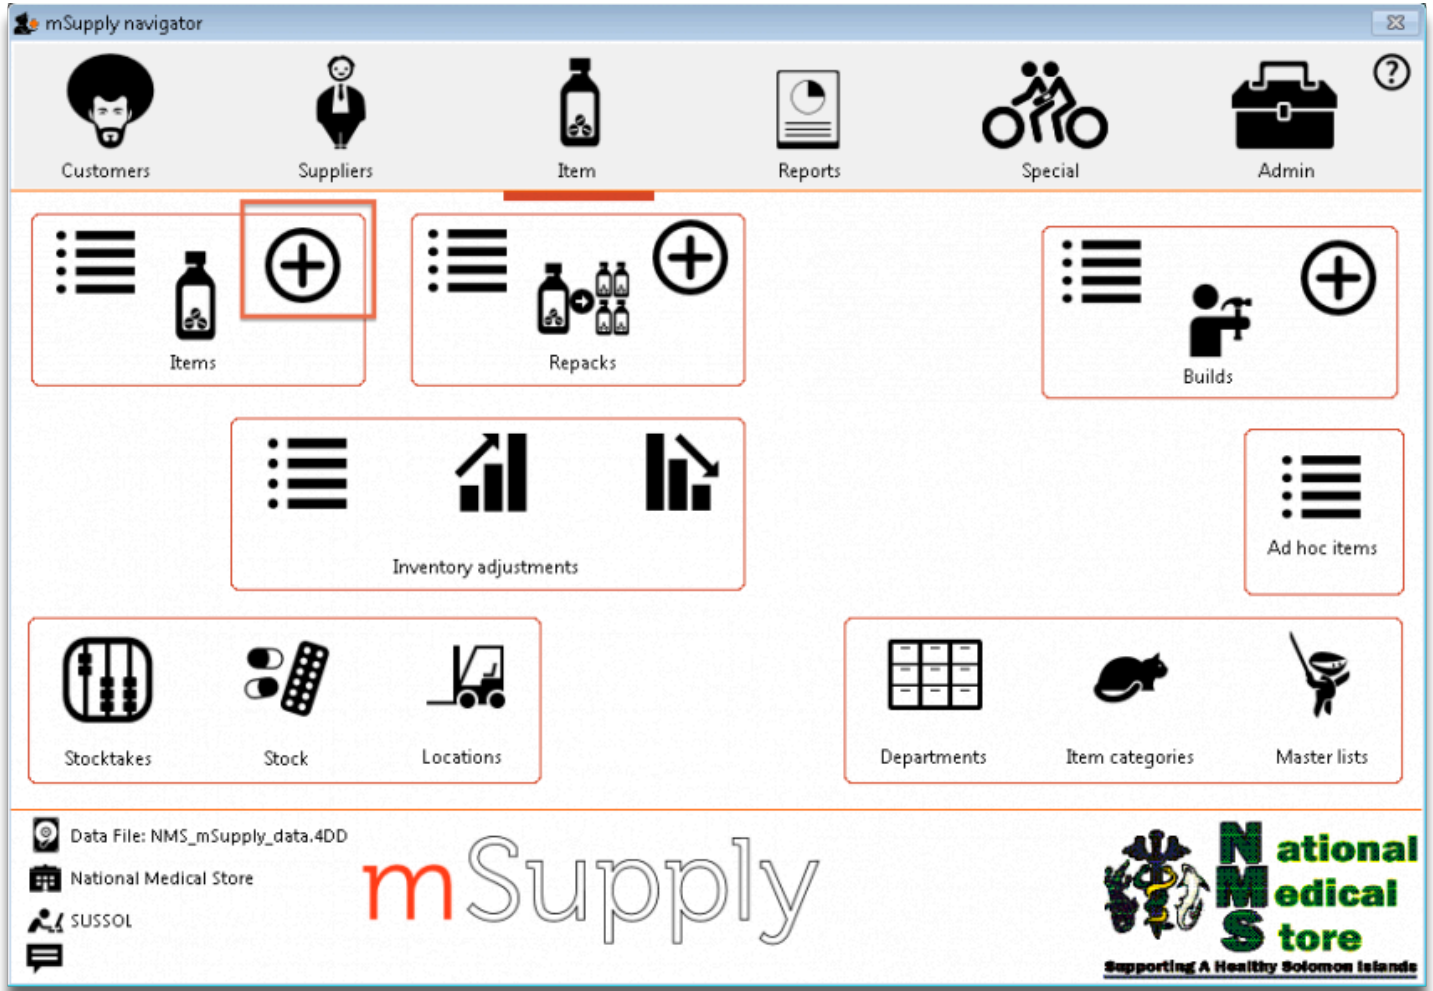 mSupply navigator
?
Customers
Suppliers
Item
Reports
Special
Admin
Items
Repacks
Builds
Inventory adjustments
Ad hoc items
Stocktakes
Stock
Locations
Departments
Item categories
Master lists
Data File: NMS_mSupply_data.4DD
National Medical Store
SUSSOL
mSupply
National
Medical
Store
Supporting A Healthy Solomon Islands